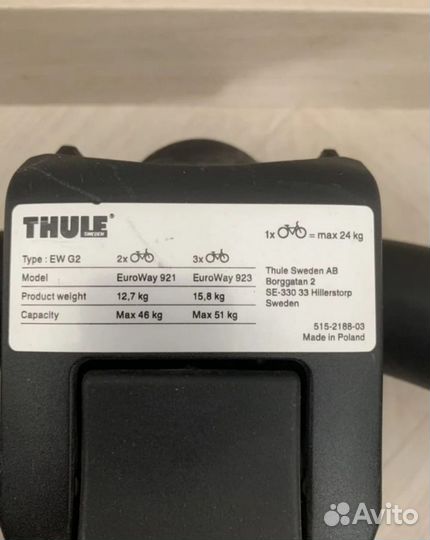 THULE
SWEDEN
1x = max 24 kg
Type : EW G2 2x 3x
Model EuroWay 921 EuroWay 923
Product weight 12,7 kg 15,8 kg
Capacity Max 46 kg Max 51 kg
Thule Sweden AB
Borggatan 2
SE-330 33 Hillerstorp
Sweden
515-2188-03
Made in Poland
Avito